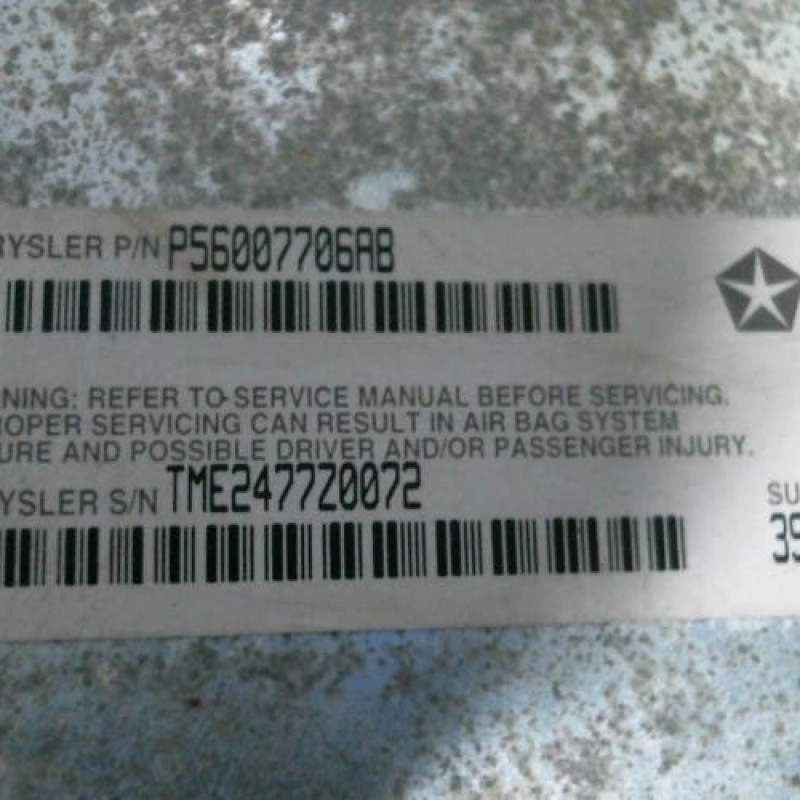 RYSLER P/N P56007706AB
NING: REFER TO SERVICE MANUAL BEFORE SERVICING.
ROPER SERVICING CAN RESULT IN AIR BAG SYSTEM
URE AND POSSIBLE DRIVER AND/OR PASSENGER INJURY.
YSLER S/N TME2477Z0072
SU
39